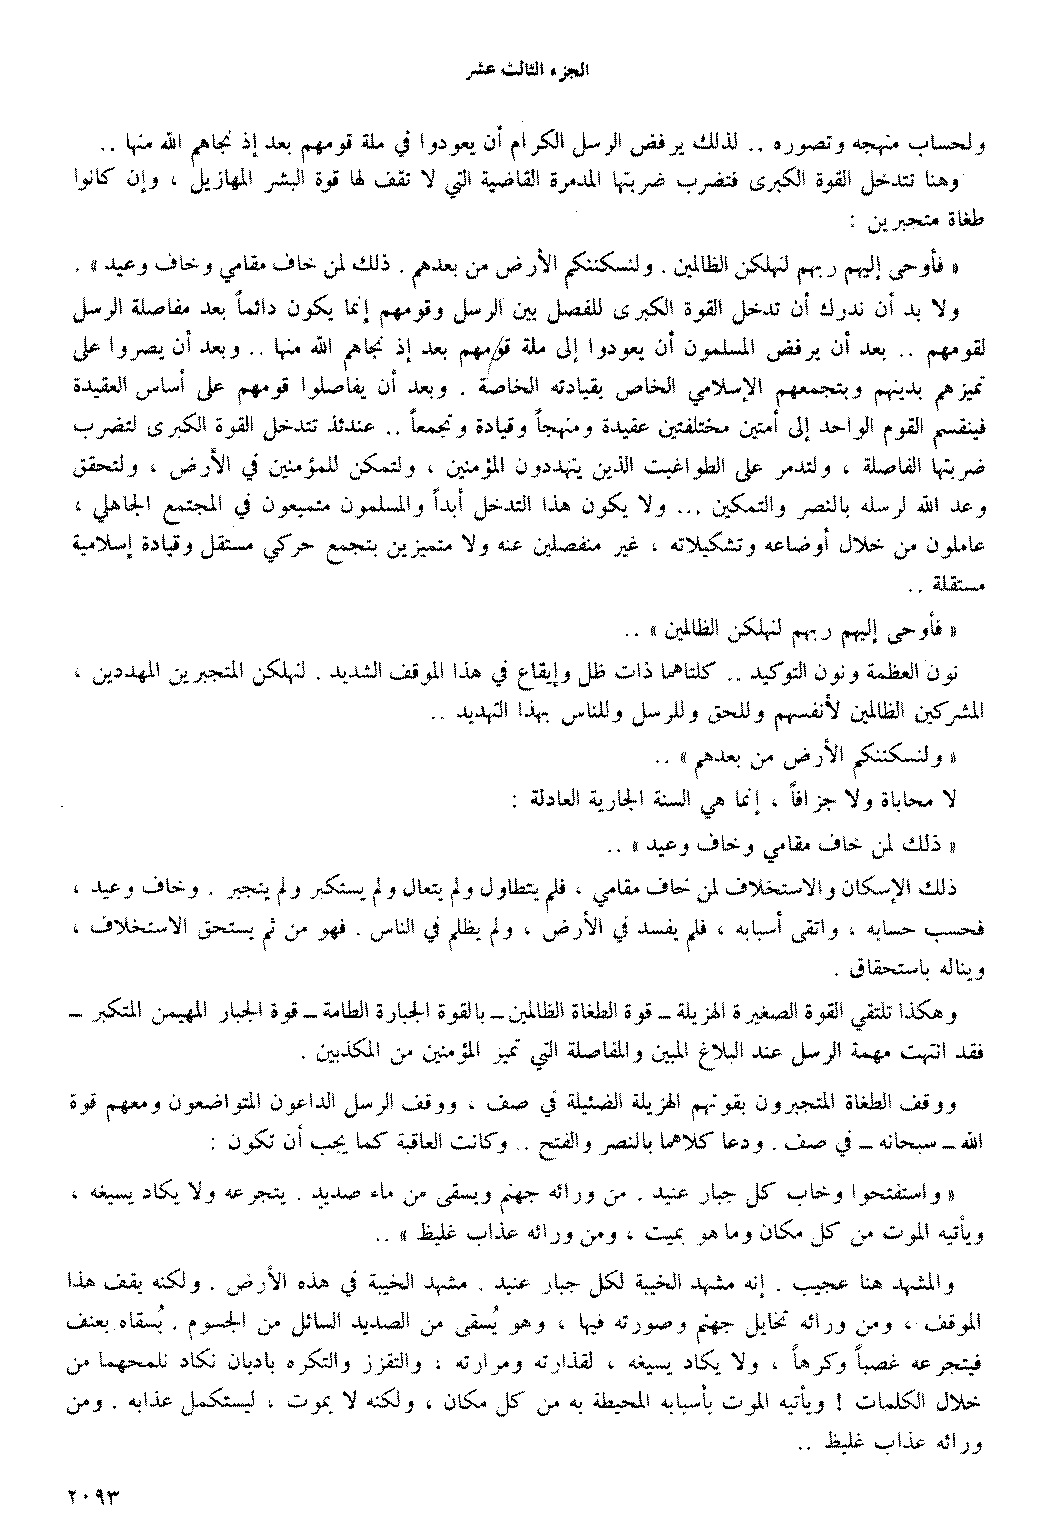 الجزء الثالث عشر
ولحساب منهجه وتصوره .. لذلك يرفض الرسل الكرام أن يعودوا في ملة قومهم بعد إذ نجاهم الله منها ..
وهنا تتدخل القوة الكبرى فتضرب ضربتها المدمرة القاضية التي لا تقف لها قوة البشر المهازيل ، وإن كانوا
طغاة متجبرين :
« فأوحى إليهم ربهم لنهلكن الظالمين . ولنسكننكم الأرض من بعدهم . ذلك لمن خاف مقامي وخاف وعيد » .
ولا بد أن ندرك أن تدخل القوة الكبرى للفصل بين الرسل وقومهم إنما يكون دائماً بعد مفاصلة الرسل
لقومهم .. بعد أن يرفض المسلمون أن يعودوا إلى ملة قومهم بعد إذ نجاهم الله منها .. وبعد أن يصروا على
تميزهم بدينهم وبتجمعهم الإسلامي الخاص بقيادته الخاصة . وبعد أن يفاصلوا قومهم على أساس العقيدة
فينقسم القوم الواحد إلى أمتين مختلفتين عقيدة ومنهجاً وقيادة وتجمعاً .. عندئذ تتدخل القوة الكبرى لتضرب
ضربتها الفاصلة ، ولتدمر على الطواغيت الذين يتهددون المؤمنين ، ولتمكن للمؤمنين في الأرض ، ولتحقق
وعد الله لرسله بالنصر والتمكين ... ولا يكون هذا التدخل أبداً والمسلمون متميعون في المجتمع الجاهلي ،
عاملون من خلال أوضاعه وتشكيلاته ، غير منفصلين عنه ولا متميزين بتجمع حركي مستقل وقيادة إسلامية
مستقلة ..
« فأوحى إليهم ربهم لنهلكن الظالمين » ..
نون العظمة ونون التوكيد .. كلتاهما ذات ظل وإيقاع في هذا الموقف الشديد . لنهلكن المتجبرين المهددين ،
المشركين الظالمين لأنفسهم وللحق وللرسل وللناس بهذا التهديد ..
« ولنسكننكم الأرض من بعدهم » ..
لا محاباة ولا جزافاً ، إنما هي السنة الجارية العادلة :
« ذلك لمن خاف مقامي وخاف وعيد » ..
ذلك الإسكان والاستخلاف لمن خاف مقامي ، فلم يتطاول ولم يتعال ولم يستكبر ولم يتجبر . وخاف وعيد ،
فحسب حسابه ، واتقى أسبابه ، فلم يفسد في الأرض ، ولم يظلم في الناس . فهو من ثم يستحق الاستخلاف ،
ويناله باستحقاق .
وهكذا تلتقي القوة الصغيرة الهزيلة – قوة الطغاة الظالمين – بالقوة الجبارة الطامة – قوة الجبار المهيمن المتكبر –
فقد انتهت مهمة الرسل عند البلاغ المبين والمفاصلة التي تميز المؤمنين من المكذبين .
ووقف الطغاة المتجبرون بقوتهم الهزيلة الضئيلة في صف ، ووقف الرسل الداعون المتواضعون ومعهم قوة
الله – سبحانه – في صف . ودعا كلاهما بالنصر والفتح .. وكانت العاقبة كما يجب أن تكون :
« واستفتحوا وخاب كل جبار عنيد . من ورائه جهنم ويسقى من ماء صديد . يتجرعه ولا يكاد يسيغه ،
ويأتيه الموت من كل مكان وما هو بميت ، ومن ورائه عذاب غليظ » ..
والمشهد هنا عجيب . إنه مشهد الخيبة لكل جبار عنيد . مشهد الخيبة في هذه الأرض . ولكنه يقف هذا
الموقف ، ومن ورائه تخايل جهنم وصورته فيها ، وهو يُسقى من الصديد السائل من الجسوم . يُسقاه بعنف
فيتجرعه غصباً وكرهاً ، ولا يكاد يسيغه ، لقذارته ومرارته ، والتقزز والتكره باديان نكاد نلمحهما من
خلال الكلمات ! ويأتيه الموت بأسبابه المحيطة به من كل مكان ، ولكنه لا يموت ، ليستكمل عذابه . ومن
ورائه عذاب غليظ ..
٢٠٩٣